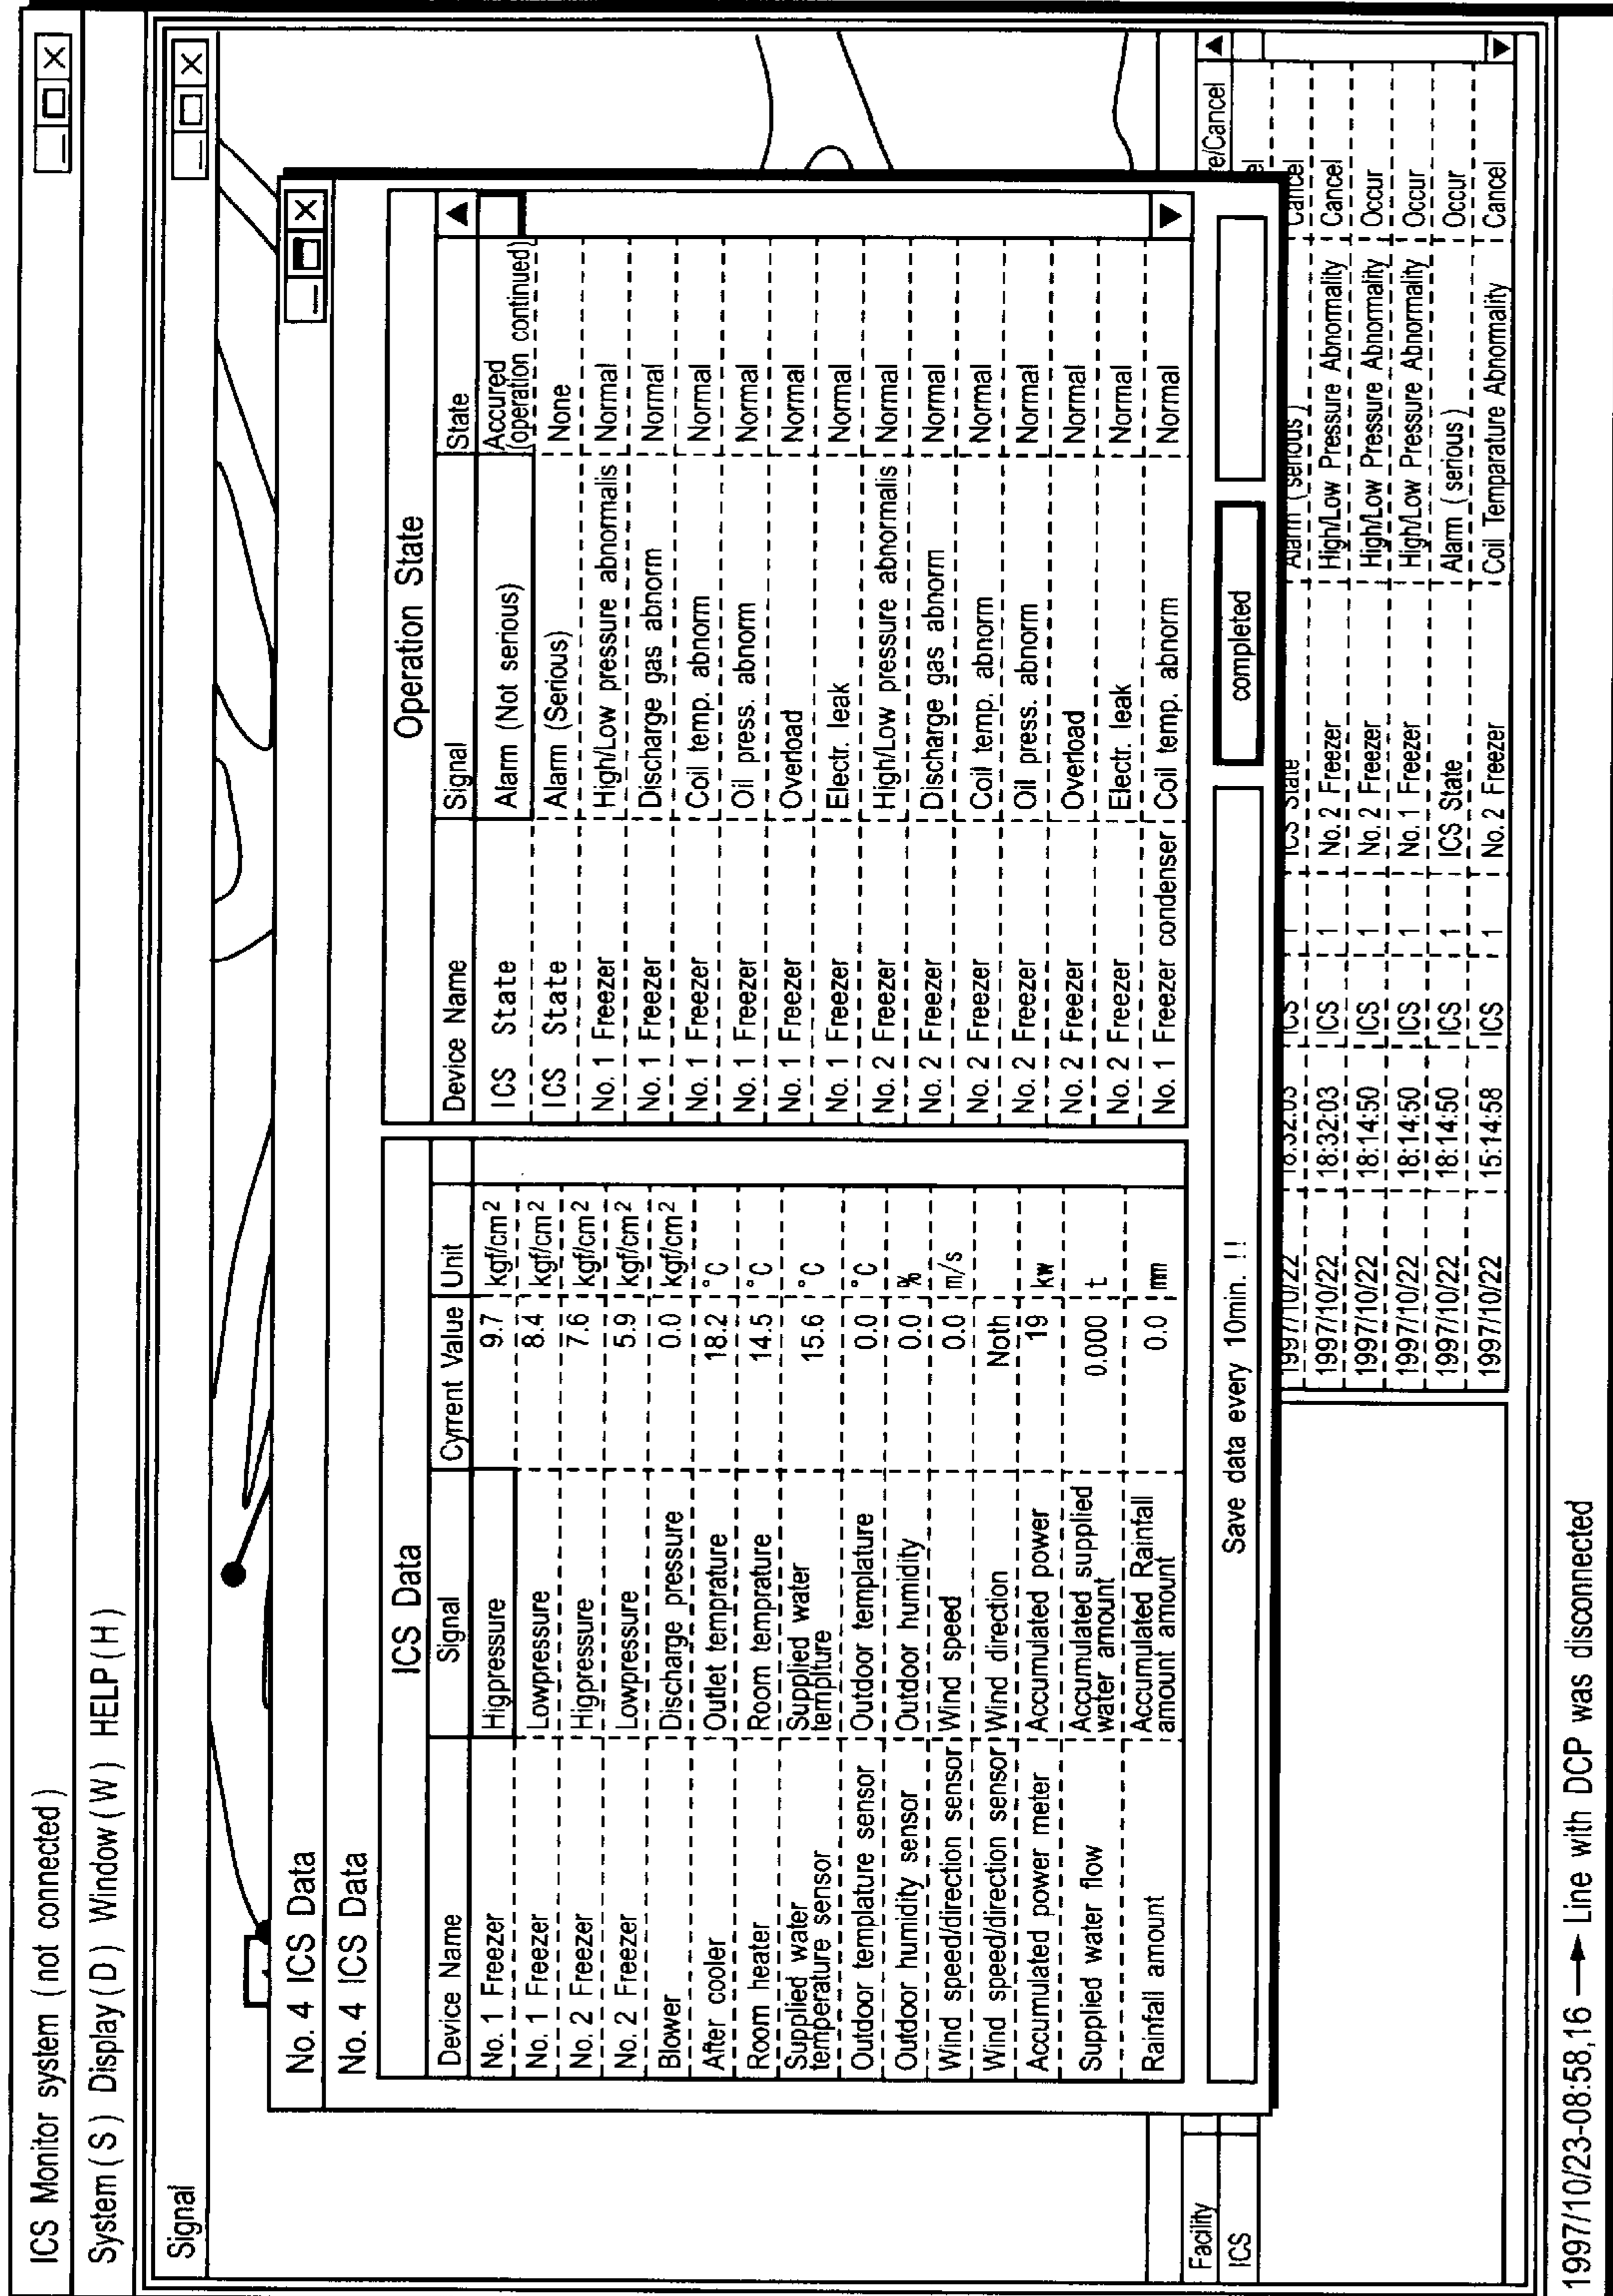 ICS Monitor system ( not connected )
System ( S ) Display ( D ) Window ( W ) HELP ( H )
Signal
No. 4 ICS Data
No. 4 ICS Data
ICS Data
Device Name Signal Cyrrent Value Unit
No. 1 Freezer Higpressure 9.7 kgf/cm²
No. 1 Freezer Lowpressure 8.4 kgf/cm²
No. 2 Freezer Higpressure 7.6 kgf/cm²
No. 2 Freezer Lowpressure 5.9 kgf/cm²
Blower Discharge pressure 0.0 kgf/cm²
After cooler Outlet temprature 18.2 °C
Room heater Room temprature 14.5 °C
Supplied water Supplied water 15.6 °C
temperature sensor templture
Outdoor templature sensor Outdoor templature 0.0 °C
Outdoor humidity sensor Outdoor humidity 0.0 %
Wind speed/direction sensor Wind speed 0.0 m/s
Wind speed/direction sensor Wind direction Noth
Accumulated power meter Accumulated power 19 kw
Supplied water flow Accumulated supplied 0.000 t
water amount
Rainfall amount Accumulated Rainfall 0.0 mm
amount amount
Operation State
Device Name Signal State
ICS State Alarm (Not serious) Accured
(operation continued)
ICS State Alarm (Serious) None
No. 1 Freezer High/Low pressure abnormalis Normal
No. 1 Freezer Discharge gas abnorm Normal
No. 1 Freezer Coil temp. abnorm Normal
No. 1 Freezer Oil press. abnorm Normal
No. 1 Freezer Overload Normal
No. 1 Freezer Electr. leak Normal
No. 2 Freezer High/Low pressure abnormalis Normal
No. 2 Freezer Discharge gas abnorm Normal
No. 2 Freezer Coil temp. abnorm Normal
No. 2 Freezer Oil press. abnorm Normal
No. 2 Freezer Overload Normal
No. 2 Freezer Electr. leak Normal
No. 1 Freezer condenser Coil temp. abnorm Normal
Save data every 10min. !! completed
Facility re/Cancel
ICS el
1997/10/22 18:32:03 ICS 1 ICS State Alarm ( serious ) Cancel
1997/10/22 18:32:03 ICS 1 No. 2 Freezer High/Low Pressure Abnormality Cancel
1997/10/22 18:14:50 ICS 1 No. 2 Freezer High/Low Pressure Abnormality Occur
1997/10/22 18:14:50 ICS 1 No. 1 Freezer High/Low Pressure Abnormality Occur
1997/10/22 18:14:50 ICS 1 ICS State Alarm ( serious ) Occur
1997/10/22 15:14:58 ICS 1 No. 2 Freezer Coil Temparature Abnormality Cancel
1997/10/23-08:58,16 → Line with DCP was disconnected